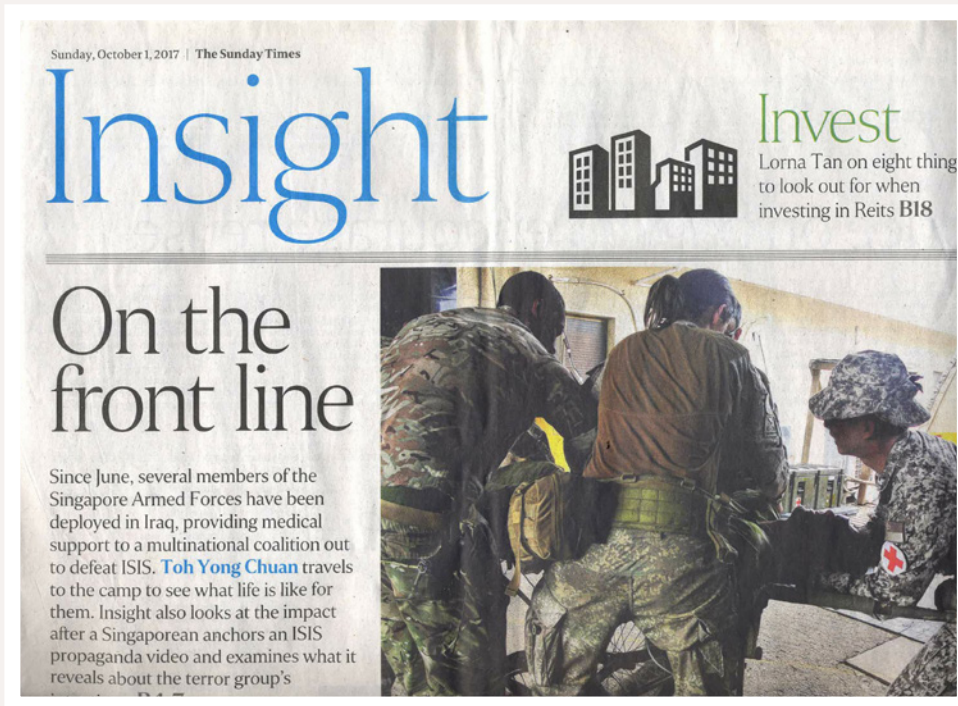 Sunday, October 1, 2017 | The Sunday Times
Insight
Invest
Lorna Tan on eight thing
to look out for when
investing in Reits B18
On the
front line
Since June, several members of the
Singapore Armed Forces have been
deployed in Iraq, providing medical
support to a multinational coalition out
to defeat ISIS. Toh Yong Chuan travels
to the camp to see what life is like for
them. Insight also looks at the impact
after a Singaporean anchors an ISIS
propaganda video and examines what it
reveals about the terror group's